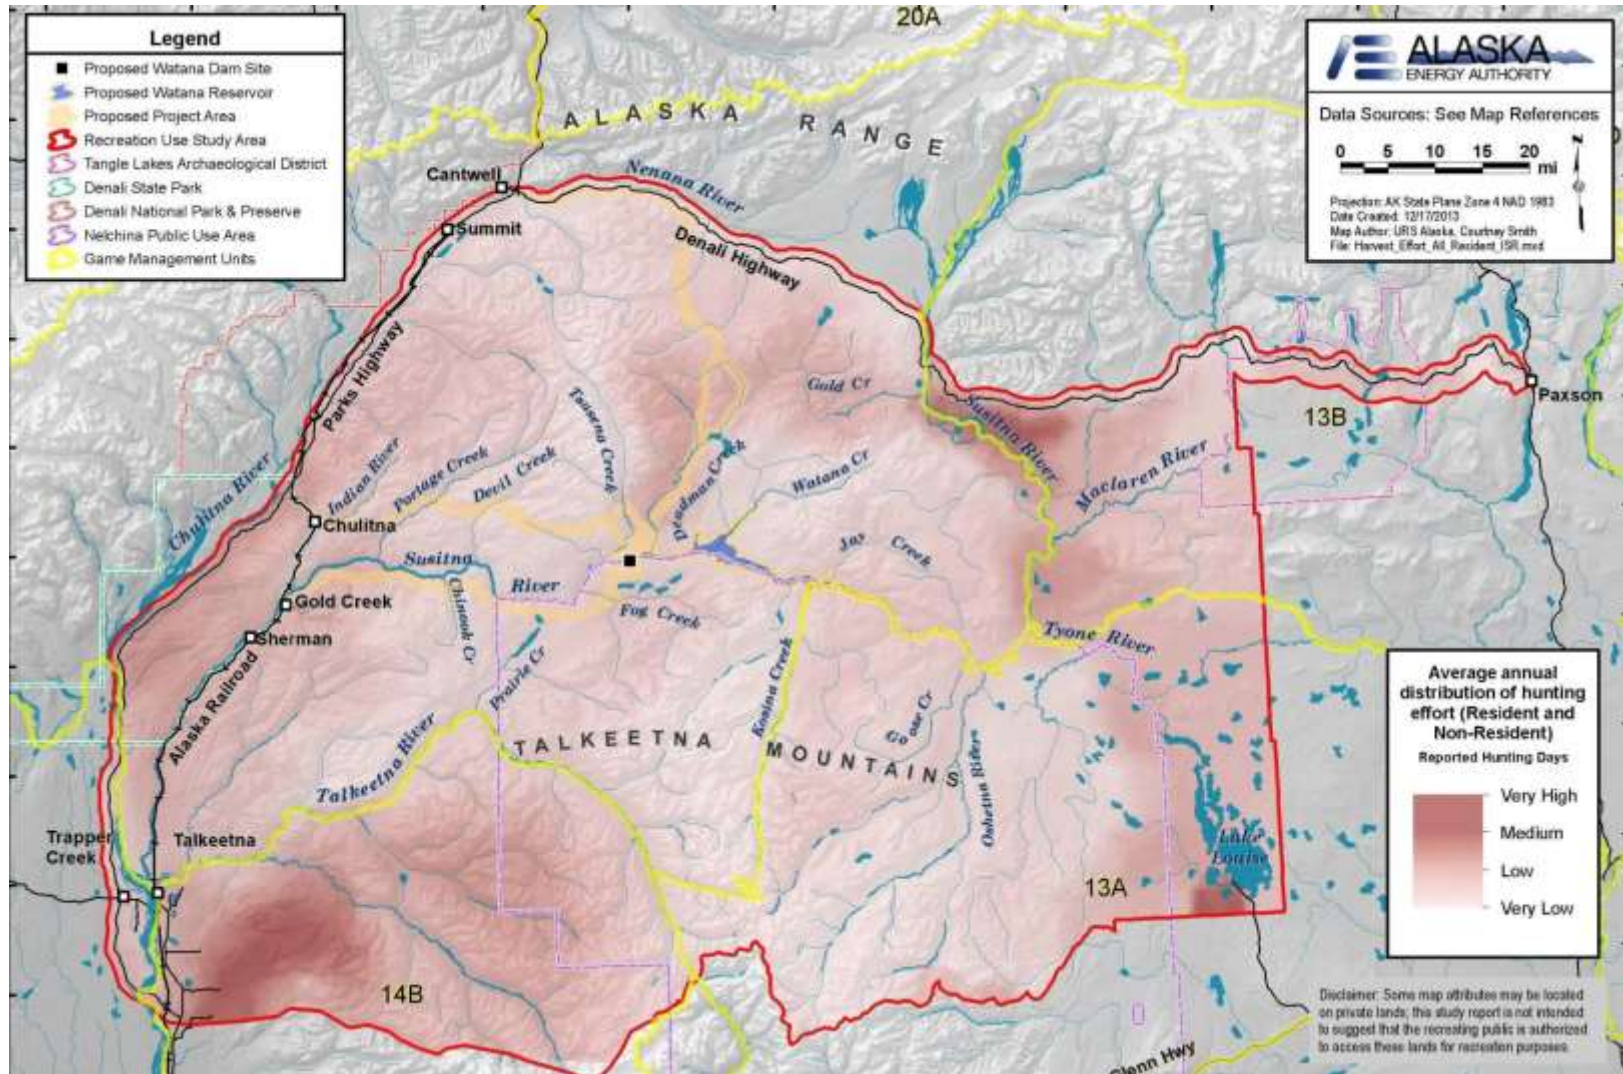 Legend
Proposed Watana Dam Site
Proposed Watana Reservoir
Proposed Project Area
Recreation Use Study Area
Tangle Lakes Archaeological District
Denali State Park
Denali National Park & Preserve
Nelchina Public Use Area
Game Management Units
20A
ALASKA
ENERGY AUTHORITY
Data Sources: See Map References
0 5 10 15 20
mi
N
Projection: AK State Plane Zone 4 NAD 1983
Date Created: 12/17/2013
Map Author: URS Alaska, Courtney Smith
File: Harvest_Effort_All_Resident_ISR.mxd
ALASKA RANGE
Cantwell
Nenana River
Summit
Denali Highway
Parks Highway
Gold Cr
Susitna River
Paxson
13B
Tsusena Creek
Indian River
Portage Creek
Devil Creek
Deadman Creek
Watana Cr
Maclaren River
Chulitna River
Chulitna
Susitna
River
Jay Creek
Gold Creek
Chinook Cr
Fog Creek
Sherman
Tyone River
Alaska Railroad
Prairie Cr
Kosina Creek
Goose Cr
Talkeetna River
TALKEETNA
MOUNTAINS
Oshetna River
Trapper
Creek
Talkeetna
Lake
Louise
13A
14B
Glenn Hwy
Average annual
distribution of hunting
effort (Resident and
Non-Resident)
Reported Hunting Days
Very High
Medium
Low
Very Low
Disclaimer: Some map attributes may be located
on private lands; this study report is not intended
to suggest that the recreating public is authorized
to access these lands for recreation purposes.